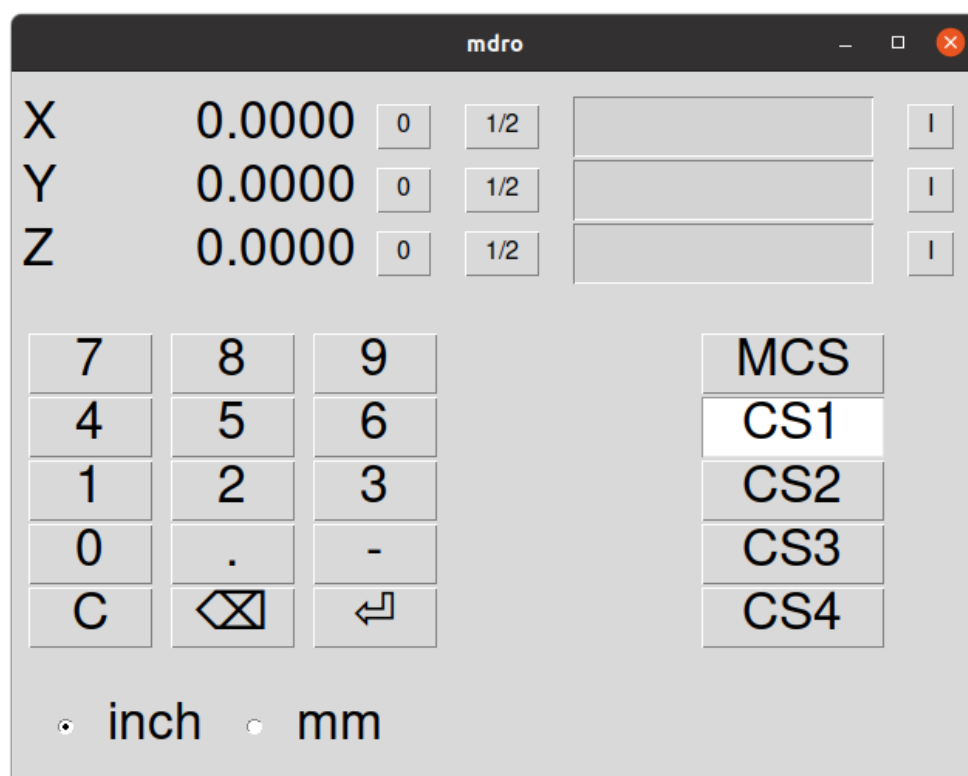 mdro
X 0.0000 0 1/2 I
Y 0.0000 0 1/2 I
Z 0.0000 0 1/2 I
7 8 9 MCS
4 5 6 CS1
1 2 3 CS2
0 . - CS3
C ⌫ ⏎ CS4
inch mm